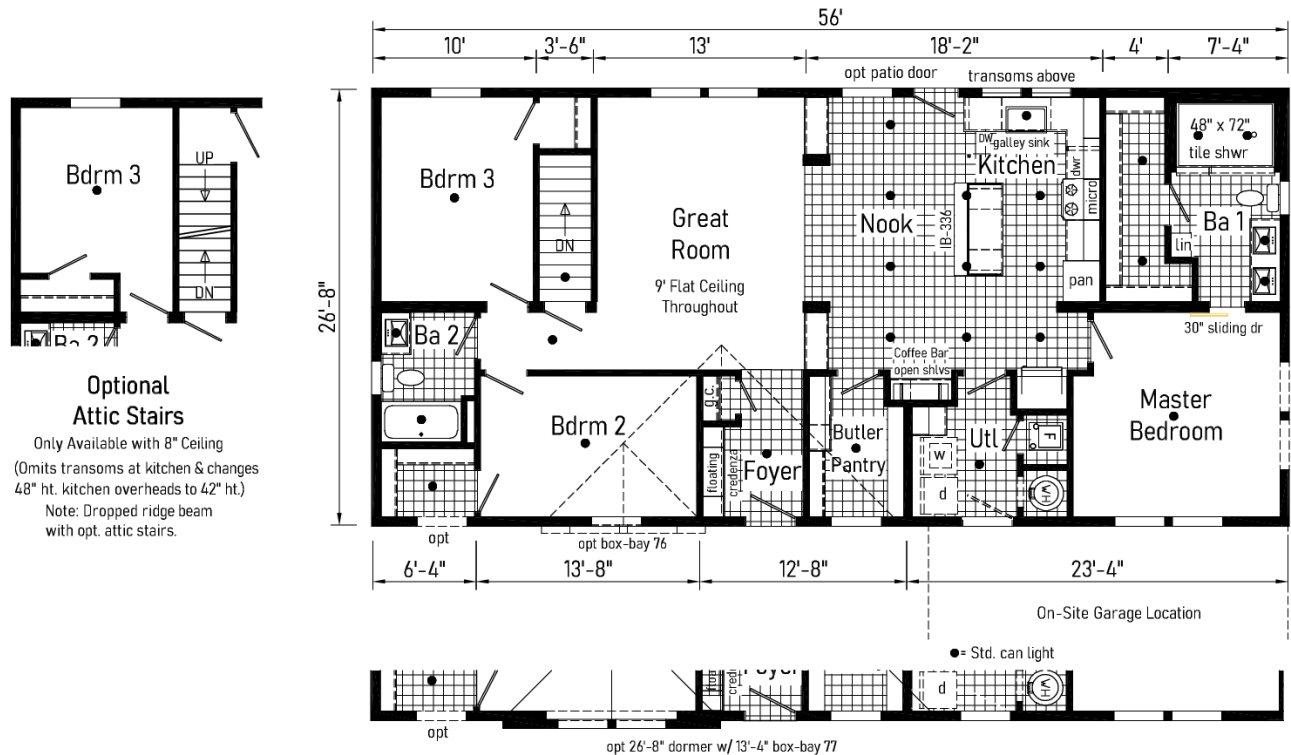 56'
10' 3'-6" 13' 18'-2" 4' 7'-4"
opt patio door transoms above
26'-8"
UP
DN
Bdrm 3
Ba 2
Optional
Attic Stairs
Only Available with 8" Ceiling
(Omits transoms at kitchen & changes
48" ht. kitchen overheads to 42" ht.)
Note: Dropped ridge beam
with opt. attic stairs.
Bdrm 3
DN
Great
Room
9' Flat Ceiling
Throughout
Nook
IB-336
DW
galley sink
Kitchen
dwr
micro
pan
48" x 72"
tile shwr
Ba 1
lin
30" sliding dr
Ba 2
Bdrm 2
g.c.
floating
credenza
Foyer
Butler
Pantry
Coffee Bar
open shlvs
Utl
W
d
F
WH
Master
Bedroom
opt
opt box-bay 76
6'-4" 13'-8" 12'-8" 23'-4"
On-Site Garage Location
= Std. can light
Foyer
d
WH
opt
opt 26'-8" dormer w/ 13'-4" box-bay 77